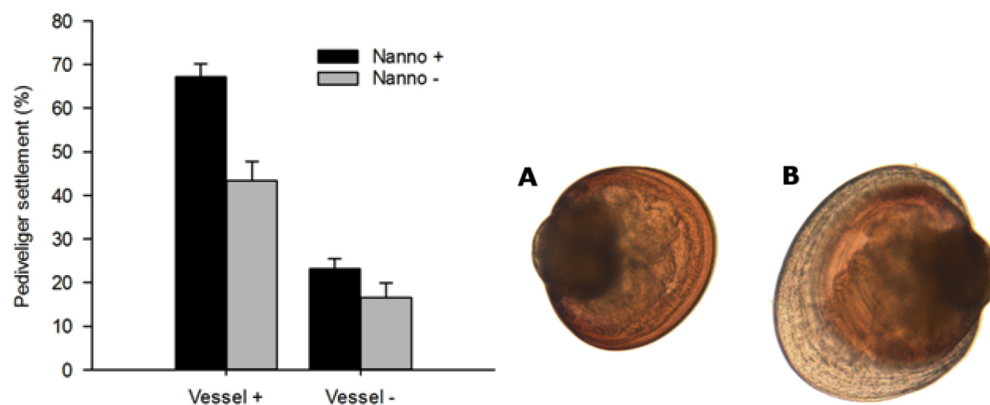 80
70
60
50
40
30
20
10
0
Pediveliger settlement (%)
Nanno +
Nanno -
Vessel +
Vessel -
A
B